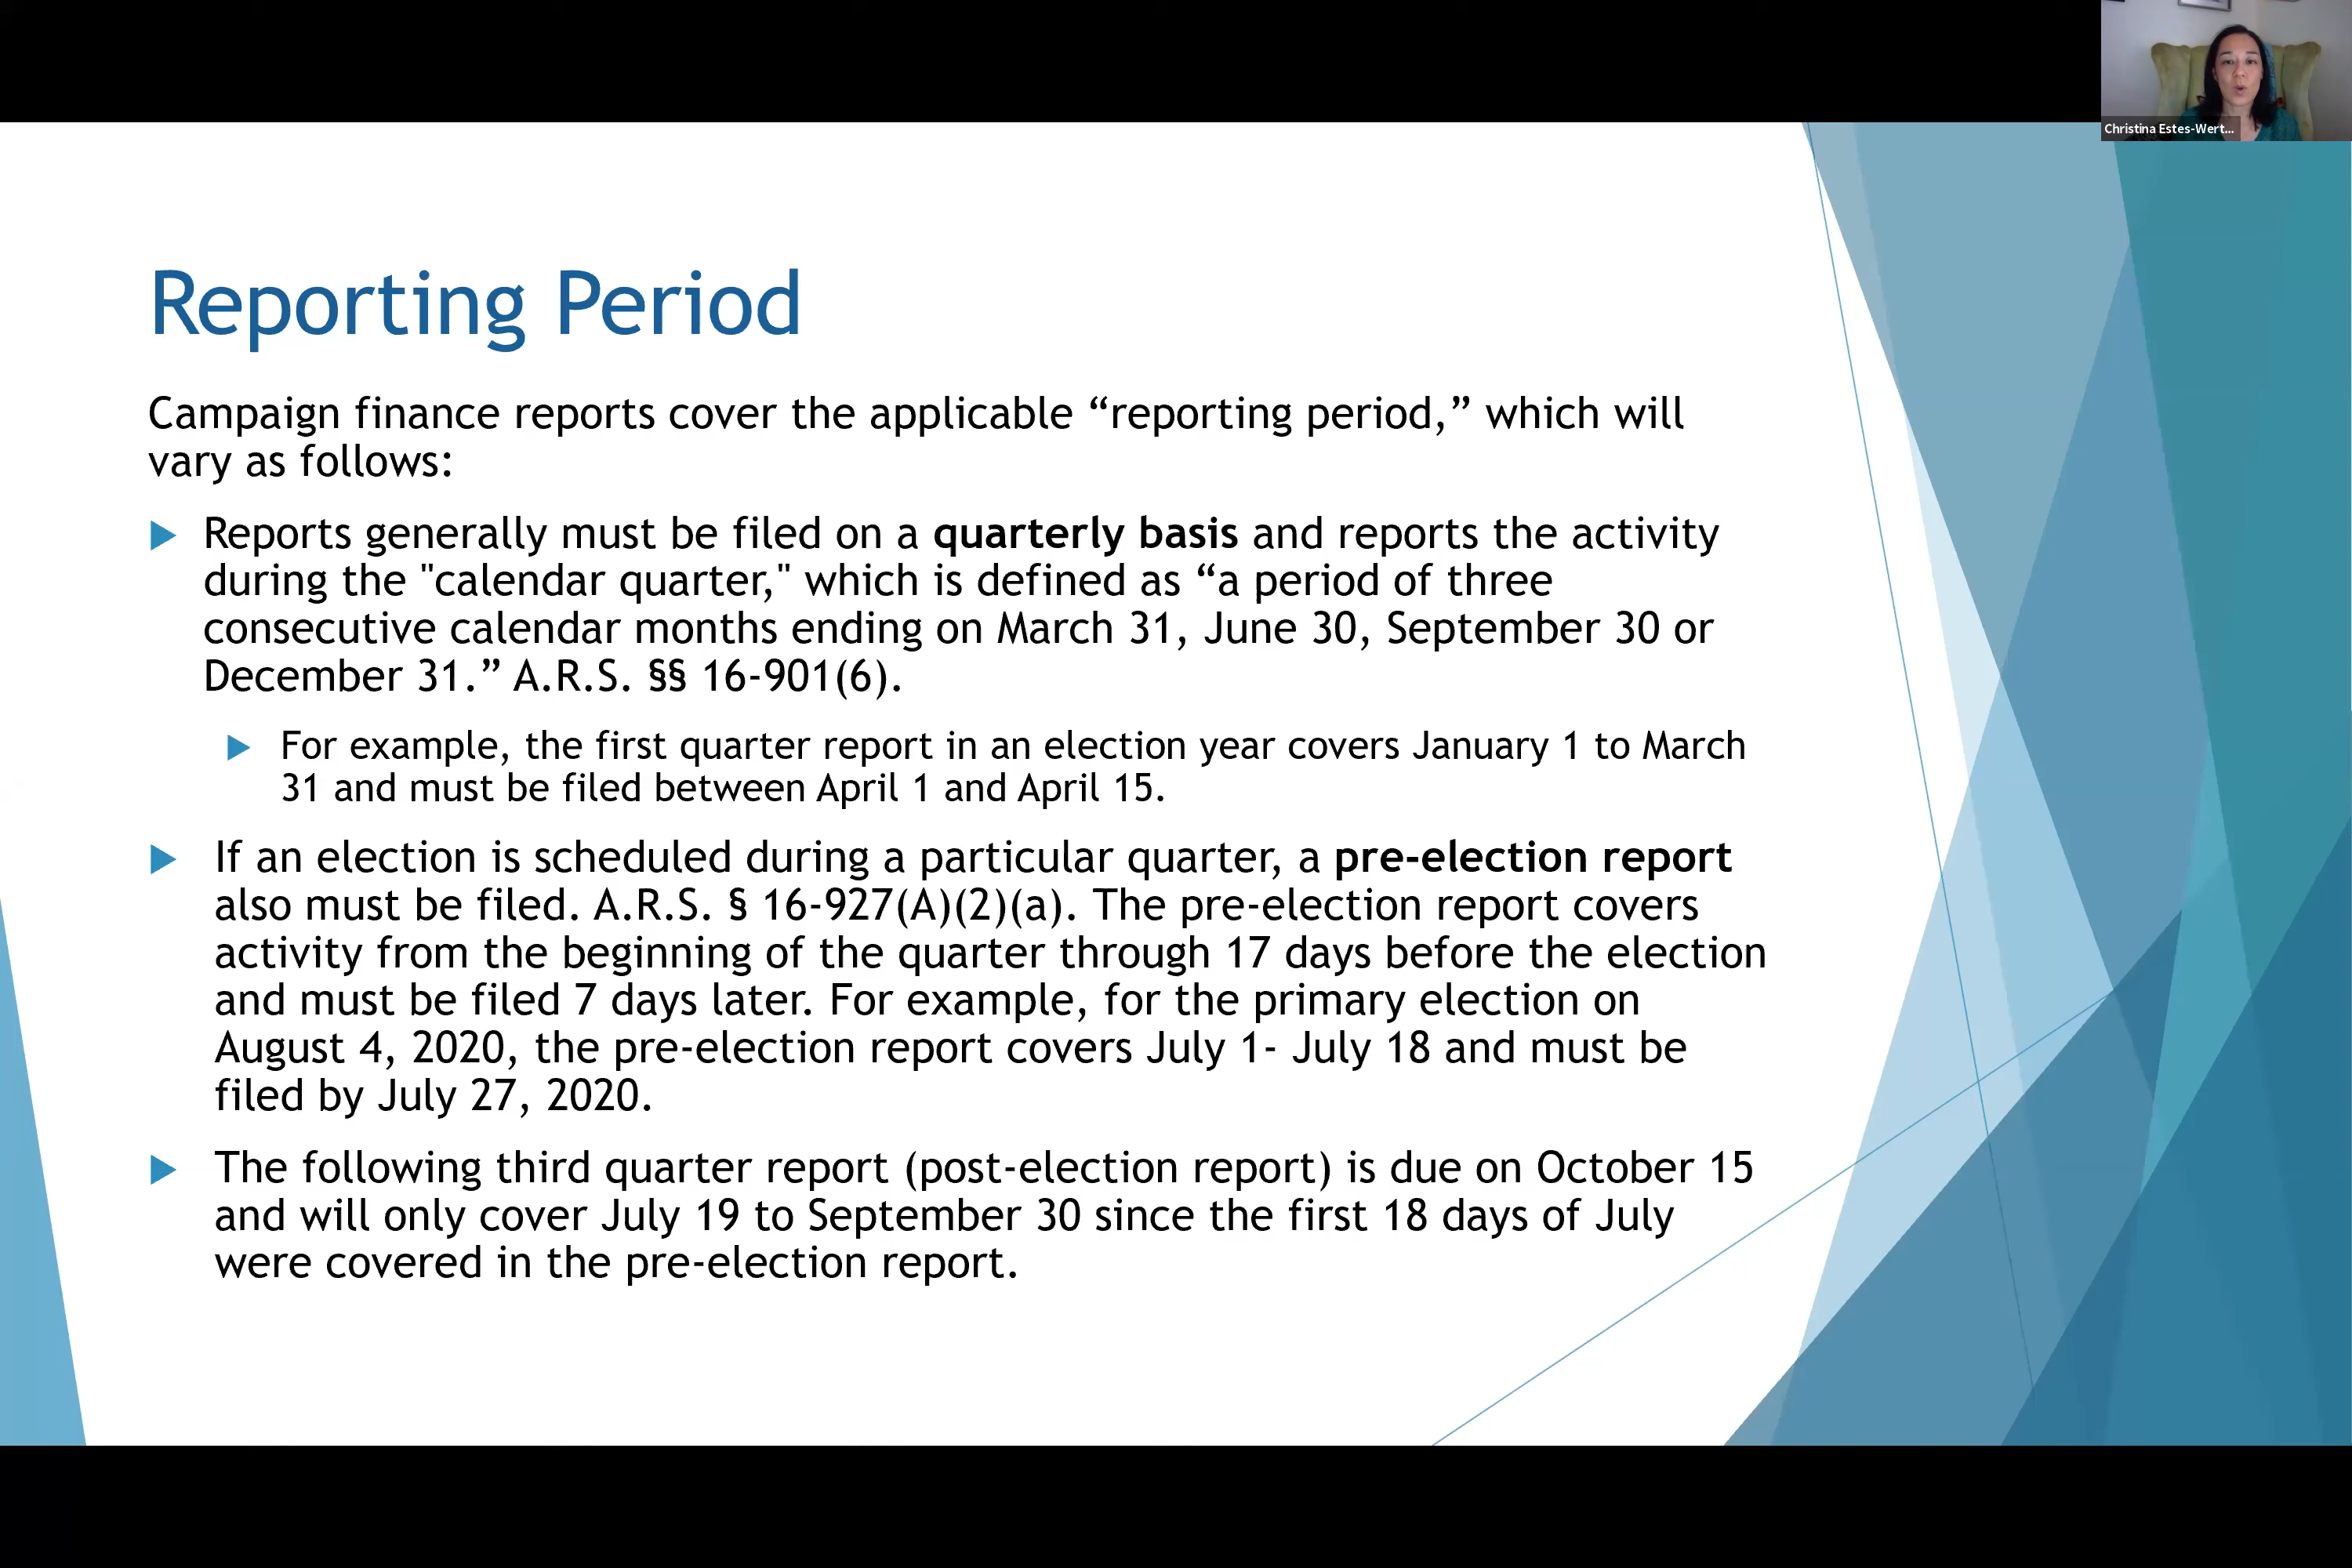 Christina Estes-Wert...
Reporting Period
Campaign finance reports cover the applicable “reporting period,” which will
vary as follows:
Reports generally must be filed on a quarterly basis and reports the activity
during the "calendar quarter," which is defined as “a period of three
consecutive calendar months ending on March 31, June 30, September 30 or
December 31.” A.R.S. §§ 16-901(6).
For example, the first quarter report in an election year covers January 1 to March
31 and must be filed between April 1 and April 15.
If an election is scheduled during a particular quarter, a pre-election report
also must be filed. A.R.S. § 16-927(A)(2)(a). The pre-election report covers
activity from the beginning of the quarter through 17 days before the election
and must be filed 7 days later. For example, for the primary election on
August 4, 2020, the pre-election report covers July 1- July 18 and must be
filed by July 27, 2020.
The following third quarter report (post-election report) is due on October 15
and will only cover July 19 to September 30 since the first 18 days of July
were covered in the pre-election report.